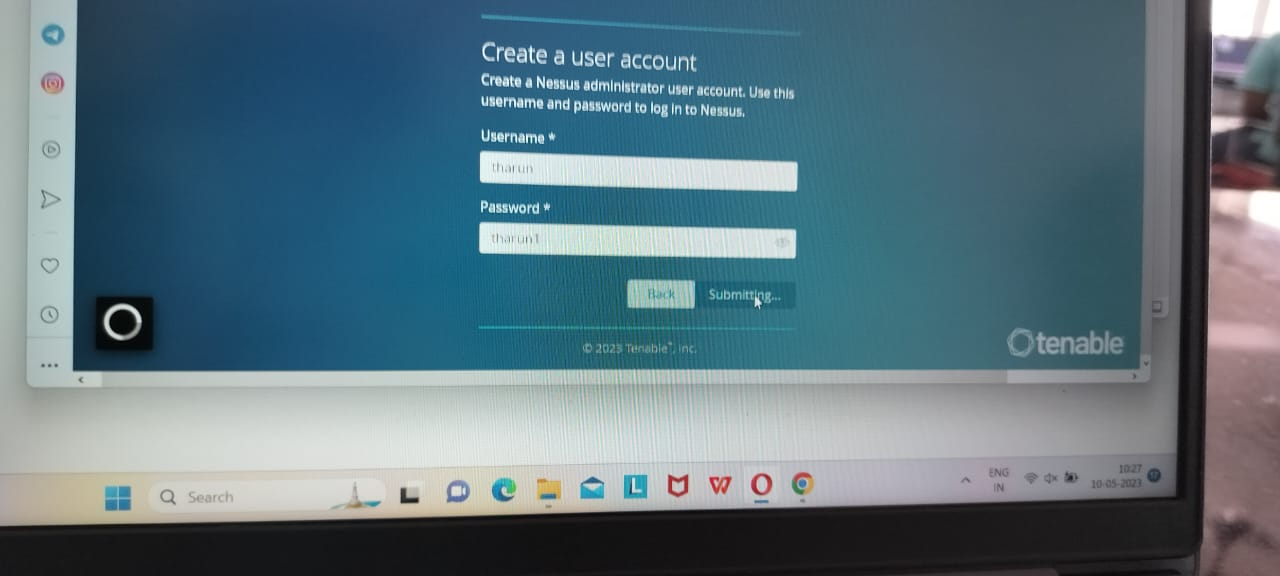 Create a user account
Create a Nessus administrator user account. Use this
username and password to log in to Nessus.
Username *
tharun
Password *
tharun1
Back
Submitting...
© 2023 Tenable™, Inc.
tenable
Search
ENG
IN
10:27
10-05-2023